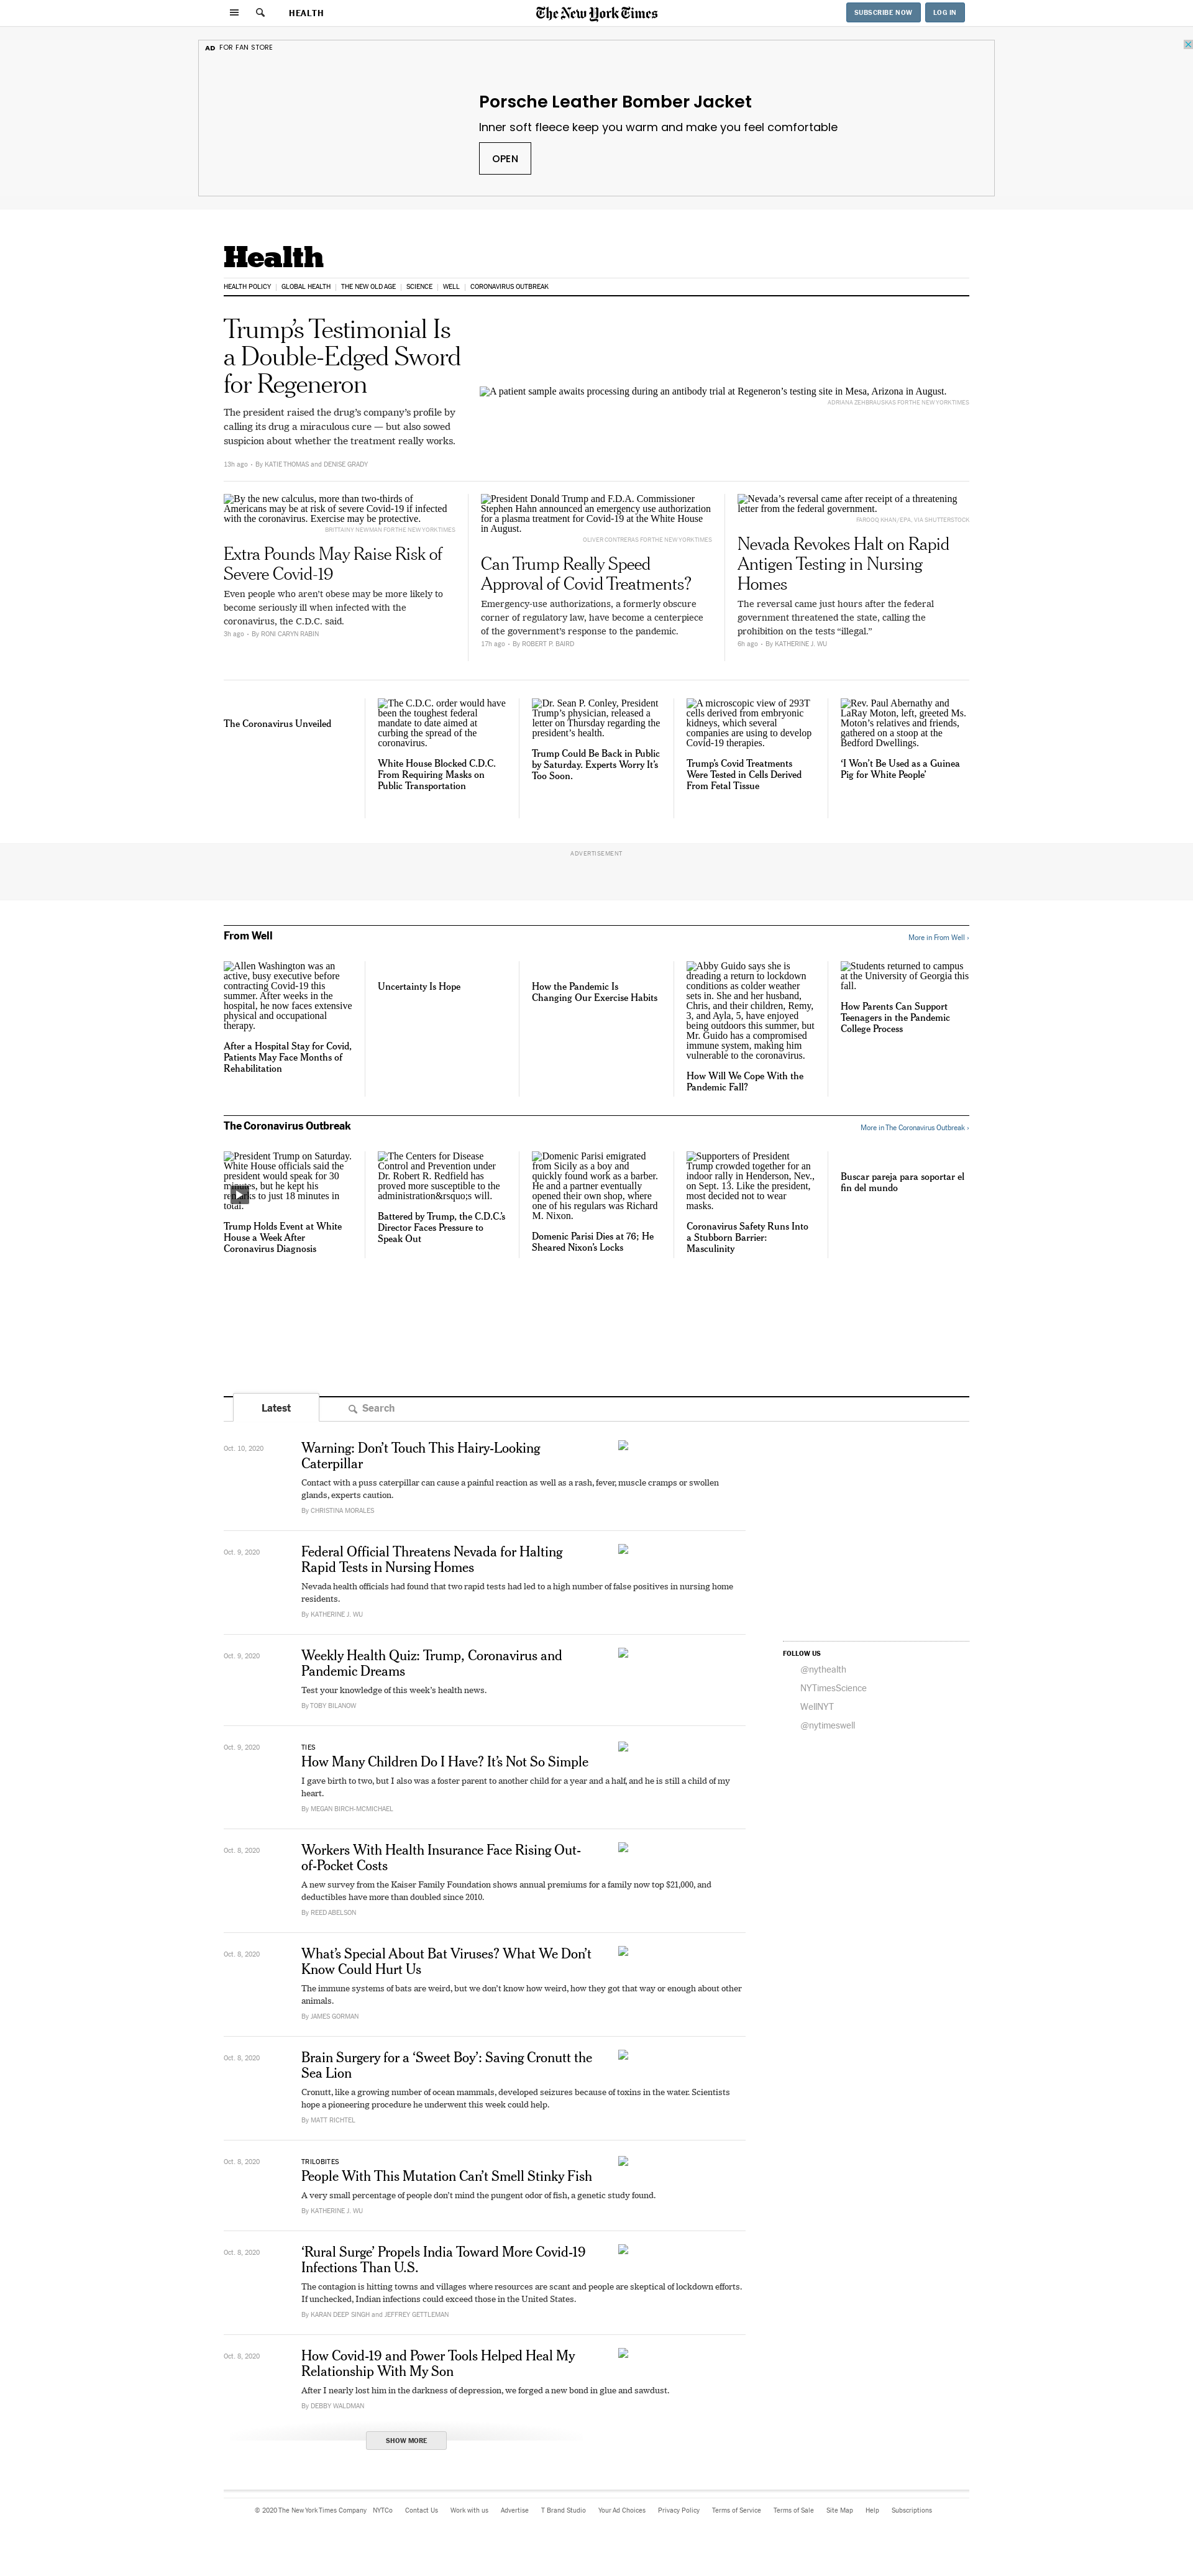 HEALTH
The New York Times
SUBSCRIBE NOW
LOG IN
AD FOR FAN STORE
Porsche Leather Bomber Jacket
Inner soft fleece keep you warm and make you feel comfortable
OPEN
Health
HEALTH POLICY | GLOBAL HEALTH | THE NEW OLD AGE | SCIENCE | WELL | CORONAVIRUS OUTBREAK
Trump’s Testimonial Is
a Double-Edged Sword
for Regeneron
The president raised the drug’s company’s profile by
calling its drug a miraculous cure — but also sowed
suspicion about whether the treatment really works.
13h ago • By KATIE THOMAS and DENISE GRADY
A patient sample awaits processing during an antibody trial at Regeneron’s testing site in Mesa, Arizona in August.
ADRIANA ZEHBRAUSKAS FOR THE NEW YORK TIMES
By the new calculus, more than two-thirds of
Americans may be at risk of severe Covid-19 if infected
with the coronavirus. Exercise may be protective.
BRITTAINY NEWMAN FOR THE NEW YORK TIMES
Extra Pounds May Raise Risk of
Severe Covid-19
Even people who aren’t obese may be more likely to
become seriously ill when infected with the
coronavirus, the C.D.C. said.
3h ago • By RONI CARYN RABIN
President Donald Trump and F.D.A. Commissioner
Stephen Hahn announced an emergency use authorization
for a plasma treatment for Covid-19 at the White House
in August.
OLIVER CONTRERAS FOR THE NEW YORK TIMES
Can Trump Really Speed
Approval of Covid Treatments?
Emergency-use authorizations, a formerly obscure
corner of regulatory law, have become a centerpiece
of the government’s response to the pandemic.
17h ago • By ROBERT P. BAIRD
Nevada’s reversal came after receipt of a threatening
letter from the federal government.
FAROOQ KHAN/EPA, VIA SHUTTERSTOCK
Nevada Revokes Halt on Rapid
Antigen Testing in Nursing
Homes
The reversal came just hours after the federal
government threatened the state, calling the
prohibition on the tests “illegal.”
6h ago • By KATHERINE J. WU
The Coronavirus Unveiled
The C.D.C. order would have
been the toughest federal
mandate to date aimed at
curbing the spread of the
coronavirus.
White House Blocked C.D.C.
From Requiring Masks on
Public Transportation
Dr. Sean P. Conley, President
Trump’s physician, released a
letter on Thursday regarding the
president’s health.
Trump Could Be Back in Public
by Saturday. Experts Worry It’s
Too Soon.
A microscopic view of 293T
cells derived from embryonic
kidneys, which several
companies are using to develop
Covid-19 therapies.
Trump’s Covid Treatments
Were Tested in Cells Derived
From Fetal Tissue
Rev. Paul Abernathy and
LaRay Moton, left, greeted Ms.
Moton’s relatives and friends,
gathered on a stoop at the
Bedford Dwellings.
‘I Won’t Be Used as a Guinea
Pig for White People’
ADVERTISEMENT
From Well
More in From Well ›
Allen Washington was an
active, busy executive before
contracting Covid-19 this
summer. After weeks in the
hospital, he now faces extensive
physical and occupational
therapy.
After a Hospital Stay for Covid,
Patients May Face Months of
Rehabilitation
Uncertainty Is Hope
How the Pandemic Is
Changing Our Exercise Habits
Abby Guido says she is
dreading a return to lockdown
conditions as colder weather
sets in. She and her husband,
Chris, and their children, Remy,
3, and Ayla, 5, have enjoyed
being outdoors this summer, but
Mr. Guido has a compromised
immune system, making him
vulnerable to the coronavirus.
How Will We Cope With the
Pandemic Fall?
Students returned to campus
at the University of Georgia this
fall.
How Parents Can Support
Teenagers in the Pandemic
College Process
The Coronavirus Outbreak
More in The Coronavirus Outbreak ›
President Trump on Saturday.
White House officials said the
president would speak for 30
minutes, but he kept his
to just 18 minutes in
total.
Trump Holds Event at White
House a Week After
Coronavirus Diagnosis
The Centers for Disease
Control and Prevention under
Dr. Robert R. Redfield has
proved more susceptible to the
administration&rsquo;s will.
Battered by Trump, the C.D.C.’s
Director Faces Pressure to
Speak Out
Domenic Parisi emigrated
from Sicily as a boy and
quickly found work as a barber.
He and a partner eventually
opened their own shop, where
one of his regulars was Richard
M. Nixon.
Domenic Parisi Dies at 76; He
Sheared Nixon’s Locks
Supporters of President
Trump crowded together for an
indoor rally in Henderson, Nev.,
on Sept. 13. Like the president,
most decided not to wear
masks.
Coronavirus Safety Runs Into
a Stubborn Barrier:
Masculinity
Buscar pareja para soportar el
fin del mundo
Latest
Search
Oct. 10, 2020
Warning: Don’t Touch This Hairy-Looking
Caterpillar
Contact with a puss caterpillar can cause a painful reaction as well as a rash, fever, muscle cramps or swollen
glands, experts caution.
By CHRISTINA MORALES
Oct. 9, 2020
Federal Official Threatens Nevada for Halting
Rapid Tests in Nursing Homes
Nevada health officials had found that two rapid tests had led to a high number of false positives in nursing home
residents.
By KATHERINE J. WU
Oct. 9, 2020
Weekly Health Quiz: Trump, Coronavirus and
Pandemic Dreams
Test your knowledge of this week’s health news.
By TOBY BILANOW
Oct. 9, 2020
TIES
How Many Children Do I Have? It’s Not So Simple
I gave birth to two, but I also was a foster parent to another child for a year and a half, and he is still a child of my
heart.
By MEGAN BIRCH-MCMICHAEL
Oct. 8, 2020
Workers With Health Insurance Face Rising Out-
of-Pocket Costs
A new survey from the Kaiser Family Foundation shows annual premiums for a family now top $21,000, and
deductibles have more than doubled since 2010.
By REED ABELSON
Oct. 8, 2020
What’s Special About Bat Viruses? What We Don’t
Know Could Hurt Us
The immune systems of bats are weird, but we don’t know how weird, how they got that way or enough about other
animals.
By JAMES GORMAN
Oct. 8, 2020
Brain Surgery for a ‘Sweet Boy’: Saving Cronutt the
Sea Lion
Cronutt, like a growing number of ocean mammals, developed seizures because of toxins in the water. Scientists
hope a pioneering procedure he underwent this week could help.
By MATT RICHTEL
Oct. 8, 2020
TRILOBITES
People With This Mutation Can’t Smell Stinky Fish
A very small percentage of people don’t mind the pungent odor of fish, a genetic study found.
By KATHERINE J. WU
Oct. 8, 2020
‘Rural Surge’ Propels India Toward More Covid-19
Infections Than U.S.
The contagion is hitting towns and villages where resources are scant and people are skeptical of lockdown efforts.
If unchecked, Indian infections could exceed those in the United States.
By KARAN DEEP SINGH and JEFFREY GETTLEMAN
Oct. 8, 2020
How Covid-19 and Power Tools Helped Heal My
Relationship With My Son
After I nearly lost him in the darkness of depression, we forged a new bond in glue and sawdust.
By DEBBY WALDMAN
SHOW MORE
FOLLOW US
@nythealth
NYTimesScience
WellNYT
@nytimeswell
© 2020 The New York Times Company NYTCo Contact Us Work with us Advertise T Brand Studio Your Ad Choices Privacy Policy Terms of Service Terms of Sale Site Map Help Subscriptions